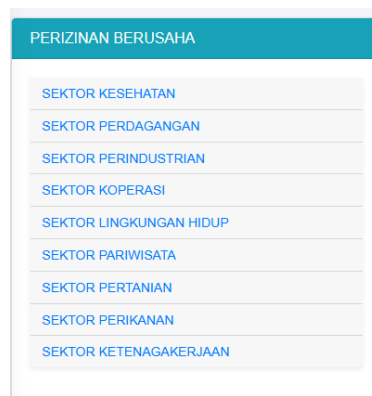 PERIZINAN BERUSAHA
SEKTOR KESEHATAN
SEKTOR PERDAGANGAN
SEKTOR PERINDUSTRIAN
SEKTOR KOPERASI
SEKTOR LINGKUNGAN HIDUP
SEKTOR PARIWISATA
SEKTOR PERTANIAN
SEKTOR PERIKANAN
SEKTOR KETENAGAKERJAAN